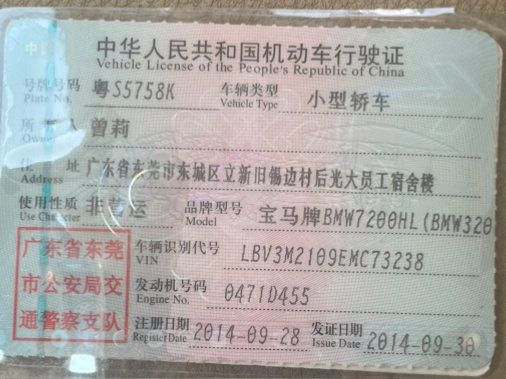 中华人民共和国机动车行驶证
Vehicle License of the People's Republic of China
号牌号码 粤S5758K 车辆类型 小型轿车
Plate No. Vehicle Type
所 人 曾莉
Owner
住 址 广东省东莞市东城区立新旧锡边村后光大员工宿舍楼
Address
使用性质 非营运 品牌型号 宝马牌BMW7200HL(BMW320
Use Character Model
广东省东莞
市公安局交
通警察支队
车辆识别代号 LBV3M2109EMC73238
VIN
发动机号码 0471D455
Engine No.
注册日期 2014-09-28 发证日期 2014-09-30
Register Date Issue Date